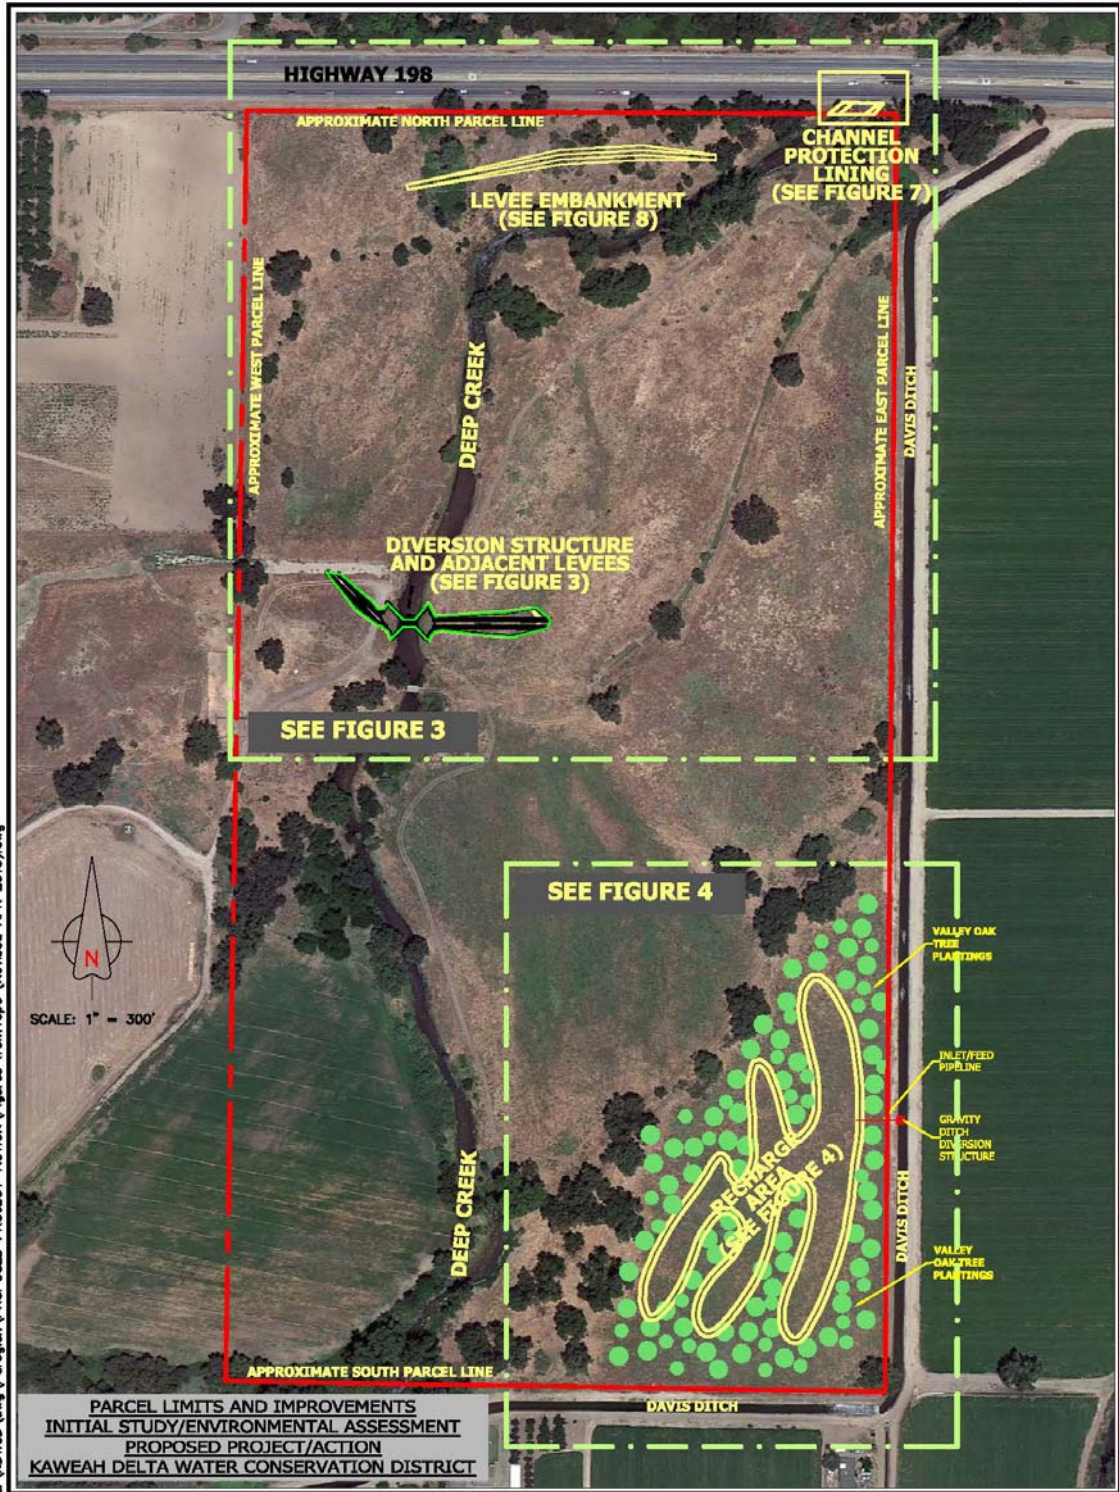 HIGHWAY 198
APPROXIMATE NORTH PARCEL LINE
CHANNEL
PROTECTION
LINING
(SEE FIGURE 7)
LEVEE EMBANKMENT
(SEE FIGURE 8)
APPROXIMATE WEST PARCEL LINE
DEEP CREEK
APPROXIMATE EAST PARCEL LINE
DAVIS DITCH
DIVERSION STRUCTURE
AND ADJACENT LEVEES
(SEE FIGURE 3)
SEE FIGURE 3
SEE FIGURE 4
VALLEY OAK
TREE
PLANTINGS
N
SCALE: 1" = 300'
INLET/FEED
PIPELINE
GRAVITY
DITCH
DIVERSION
STRUCTURE
RECHARGE
AREA
(SEE FIGURE 4)
DEEP CREEK
DAVIS DITCH
VALLEY
OAK TREE
PLANTINGS
APPROXIMATE SOUTH PARCEL LINE
DAVIS DITCH
PARCEL LIMITS AND IMPROVEMENTS
INITIAL STUDY/ENVIRONMENTAL ASSESSMENT
PROPOSED PROJECT/ACTION
KAWEAH DELTA WATER CONSERVATION DISTRICT